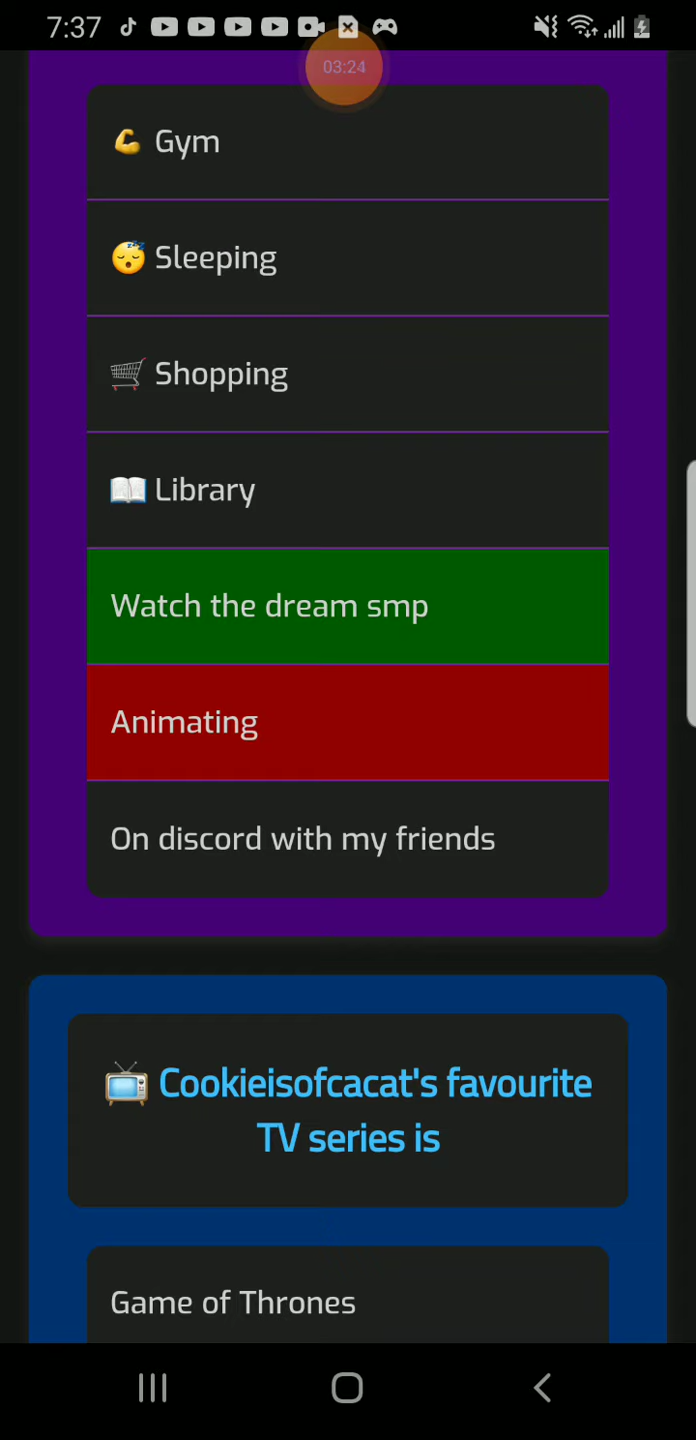 7:37
03:24
Gym
Sleeping
Shopping
Library
Watch the dream smp
Animating
On discord with my friends
Cookieisofcacat's favourite
TV series is
Game of Thrones